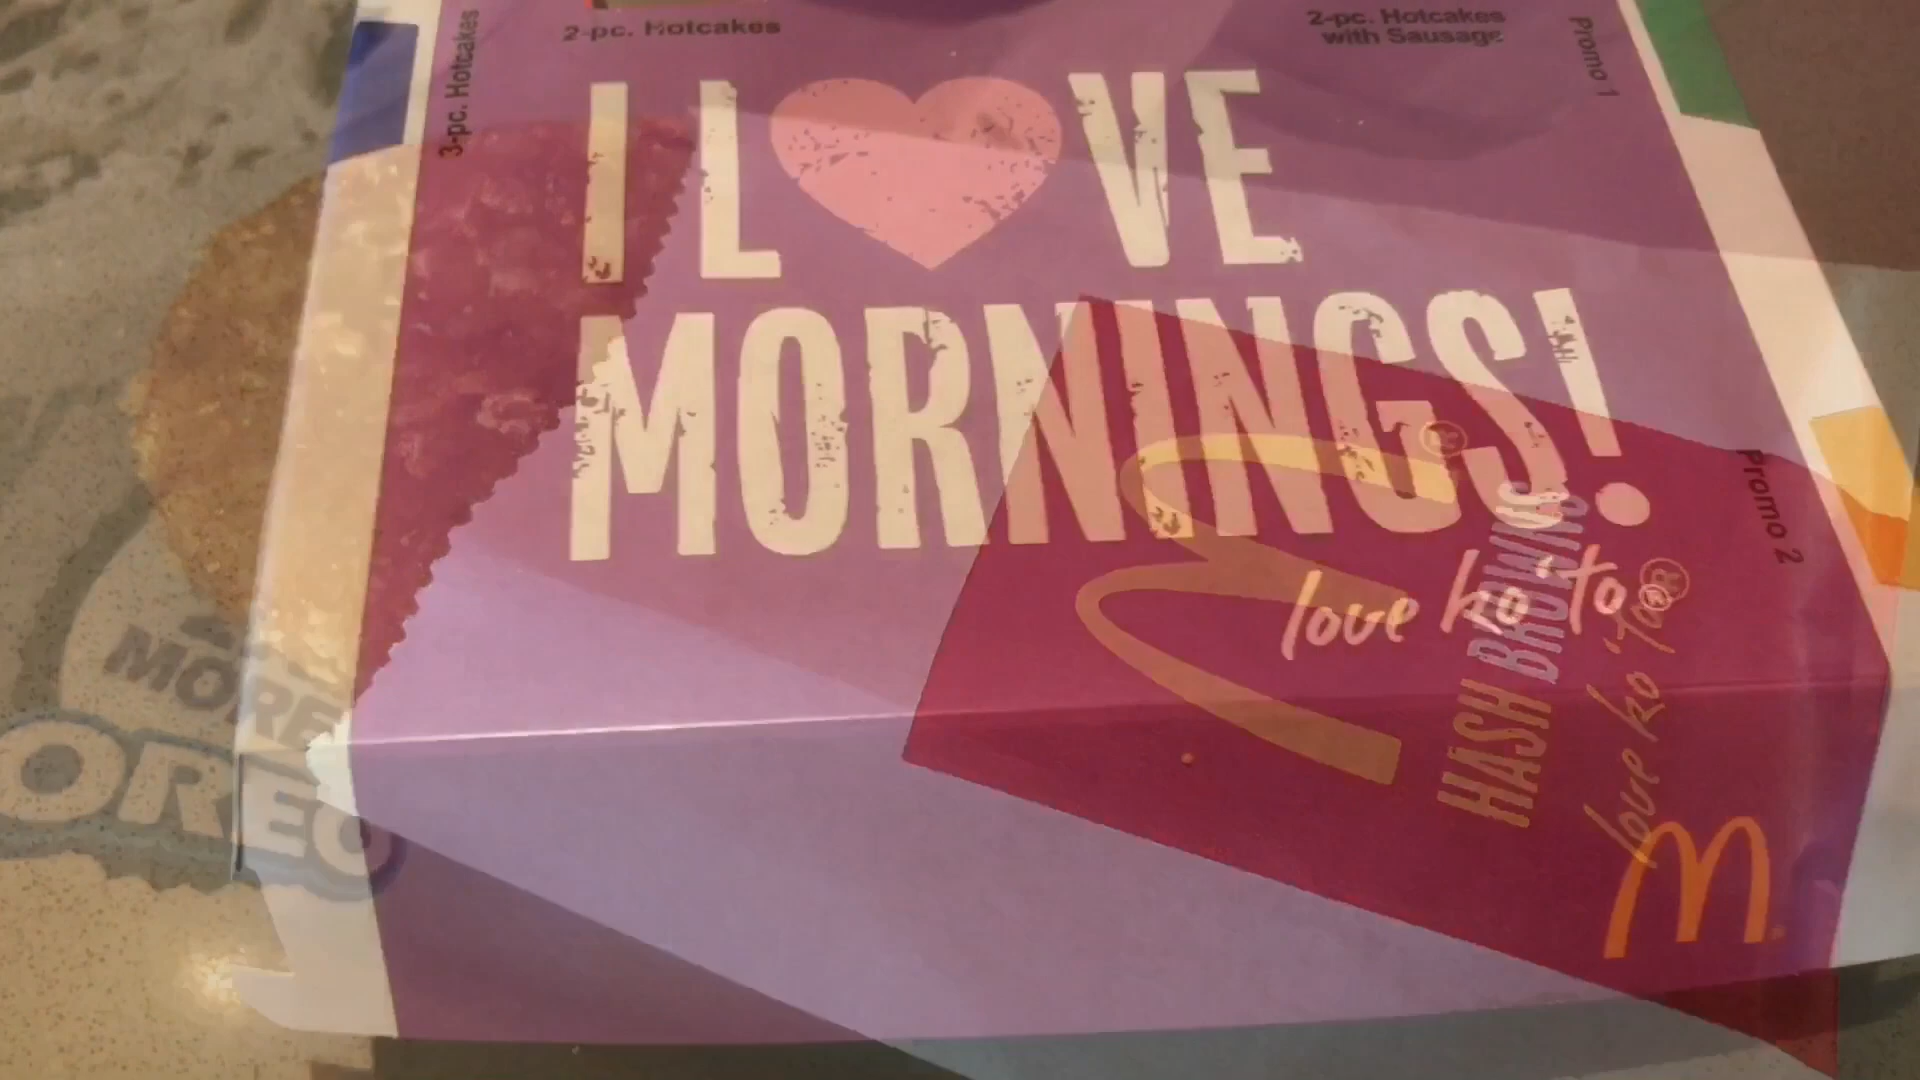 2-pc. Hotcakes
2-pc. Hotcakes
with Sausage
3-pc. Hotcakes
Promo 1
I L♥VE
MORNINGS!
Promo 2
love ko 'to®
HASH BROWNS
love ko 'to®
MORE
OREO